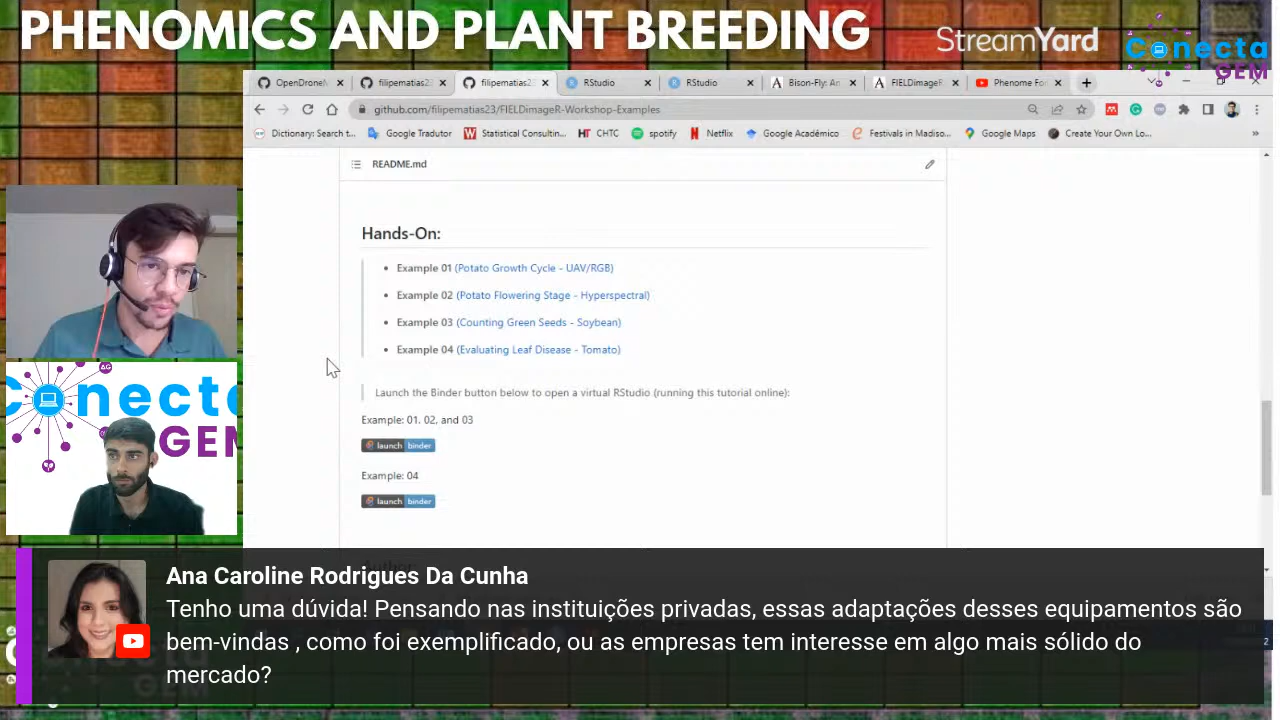 PHENOMICS AND PLANT BREEDING
StreamYard
Conecta
GEM
OpenDroneM
filipematias23
filipematias23
RStudio
RStudio
Bison-Fly: An
FIELDimageR
Phenome For
github.com/filipematias23/FIELDimageR-Workshop-Examples
Dictionary: Search t...
Google Tradutor
Statistical Consultin...
HT CHTC
spotify
Netflix
Google Acadêmico
Festivals in Madiso...
Google Maps
Create Your Own Lo...
README.md
Hands-On:
Example 01 (Potato Growth Cycle - UAV/RGB)
Example 02 (Potato Flowering Stage - Hyperspectral)
Example 03 (Counting Green Seeds - Soybean)
Example 04 (Evaluating Leaf Disease - Tomato)
Launch the Binder button below to open a virtual RStudio (running this tutorial online):
Example: 01. 02, and 03
launch binder
Example: 04
launch binder
Conecta
GEM
AG
Ana Caroline Rodrigues Da Cunha
Tenho uma dúvida! Pensando nas instituições privadas, essas adaptações desses equipamentos são
bem-vindas , como foi exemplificado, ou as empresas tem interesse em algo mais sólido do
mercado?